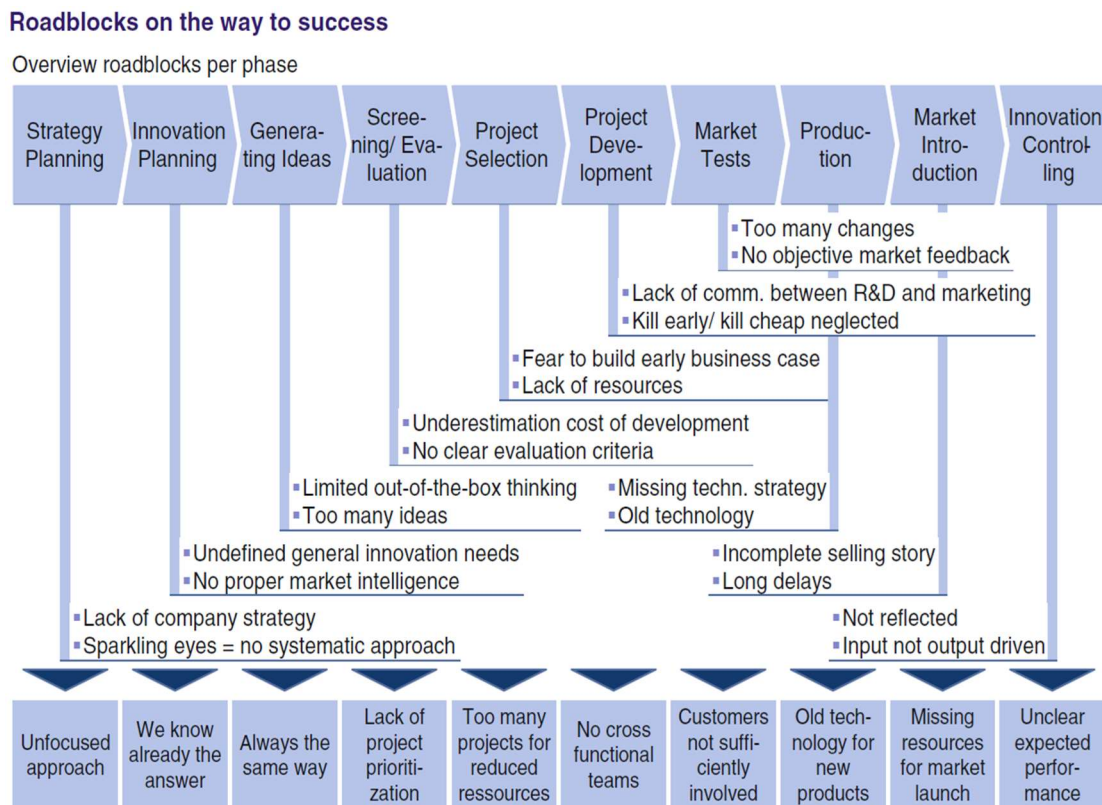 Roadblocks on the way to success
Overview roadblocks per phase
Strategy
Planning
Innovation
Planning
Genera-
ting Ideas
Scree-
ning/ Eva-
luation
Project
Selection
Project
Deve-
lopment
Market
Tests
Produc-
tion
Market
Intro-
duction
Innovation
Control-
ling
▪Too many changes
▪No objective market feedback
▪Lack of comm. between R&D and marketing
▪Kill early/ kill cheap neglected
▪Fear to build early business case
▪Lack of resources
▪Underestimation cost of development
▪No clear evaluation criteria
▪Limited out-of-the-box thinking
▪Too many ideas
▪Missing techn. strategy
▪Old technology
▪Undefined general innovation needs
▪No proper market intelligence
▪Incomplete selling story
▪Long delays
▪Lack of company strategy
▪Sparkling eyes = no systematic approach
▪Not reflected
▪Input not output driven
Unfocused
approach
We know
already the
answer
Always the
same way
Lack of
project
prioriti-
zation
Too many
projects for
reduced
ressources
No cross
functional
teams
Customers
not suffi-
ciently
involved
Old tech-
nology for
new
products
Missing
resources
for market
launch
Unclear
expected
perfor-
mance